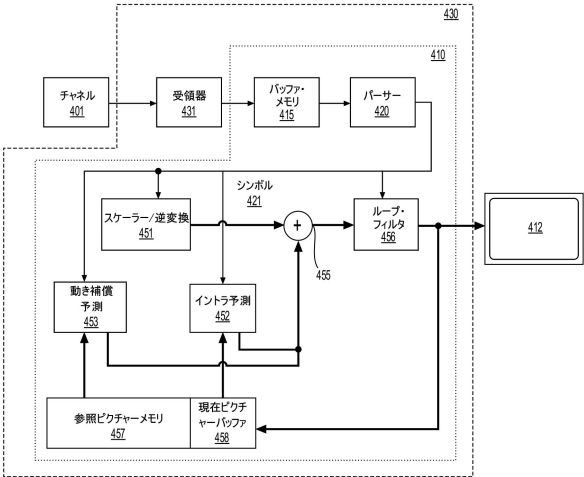 430
410
チャネル
401
受領器
431
バッファ・
メモリ
415
パーサー
420
シンボル
421
スケーラー/逆変換
451
+
455
ループ・
フィルタ
456
412
動き補償
予測
453
イントラ予測
452
参照ピクチャーメモリ
457
現在ピクチ
ャーバッファ
458